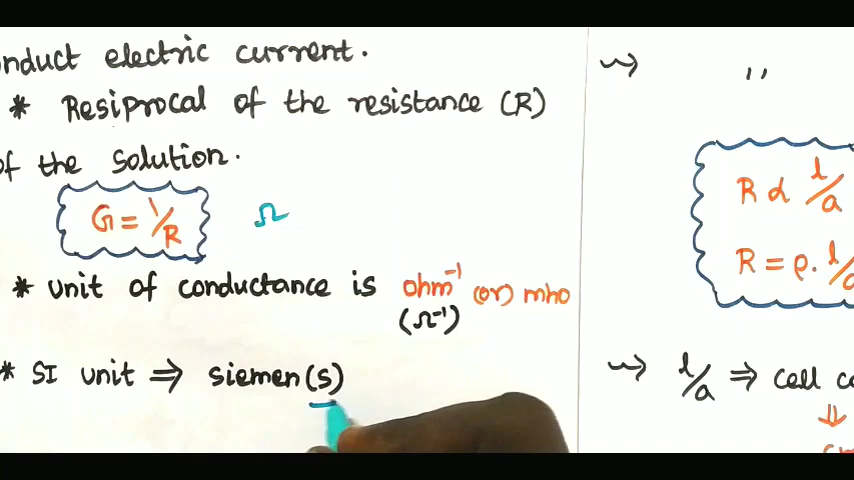 nduct electric current.
* Resiprocal of the resistance (R)
of the solution.
G = 1/R Ω
* unit of conductance is ohm⁻¹ (or) mho
(Ω⁻¹)
* SI unit ⇒ siemen (s)
⇝ ,,
R α l/a
R = ρ. l/a
⇝ l/a ⇒ cell co
⇓